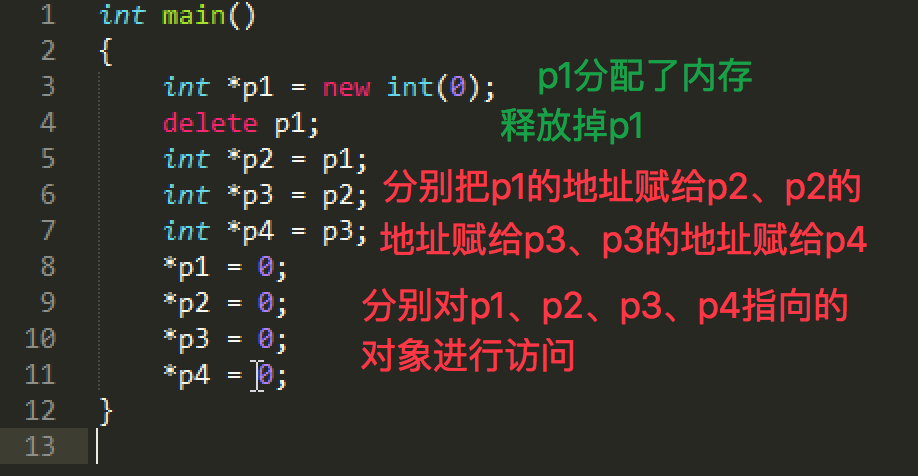 1 int main()
2 {
3 int *p1 = new int(0); p1分配了内存
4 delete p1; 释放掉p1
5 int *p2 = p1;
6 int *p3 = p2; 分别把p1的地址赋给p2、p2的
7 int *p4 = p3; 地址赋给p3、p3的地址赋给p4
8 *p1 = 0;
9 *p2 = 0; 分别对p1、p2、p3、p4指向的
10 *p3 = 0; 对象进行访问
11 *p4 = 0;
12 }
13